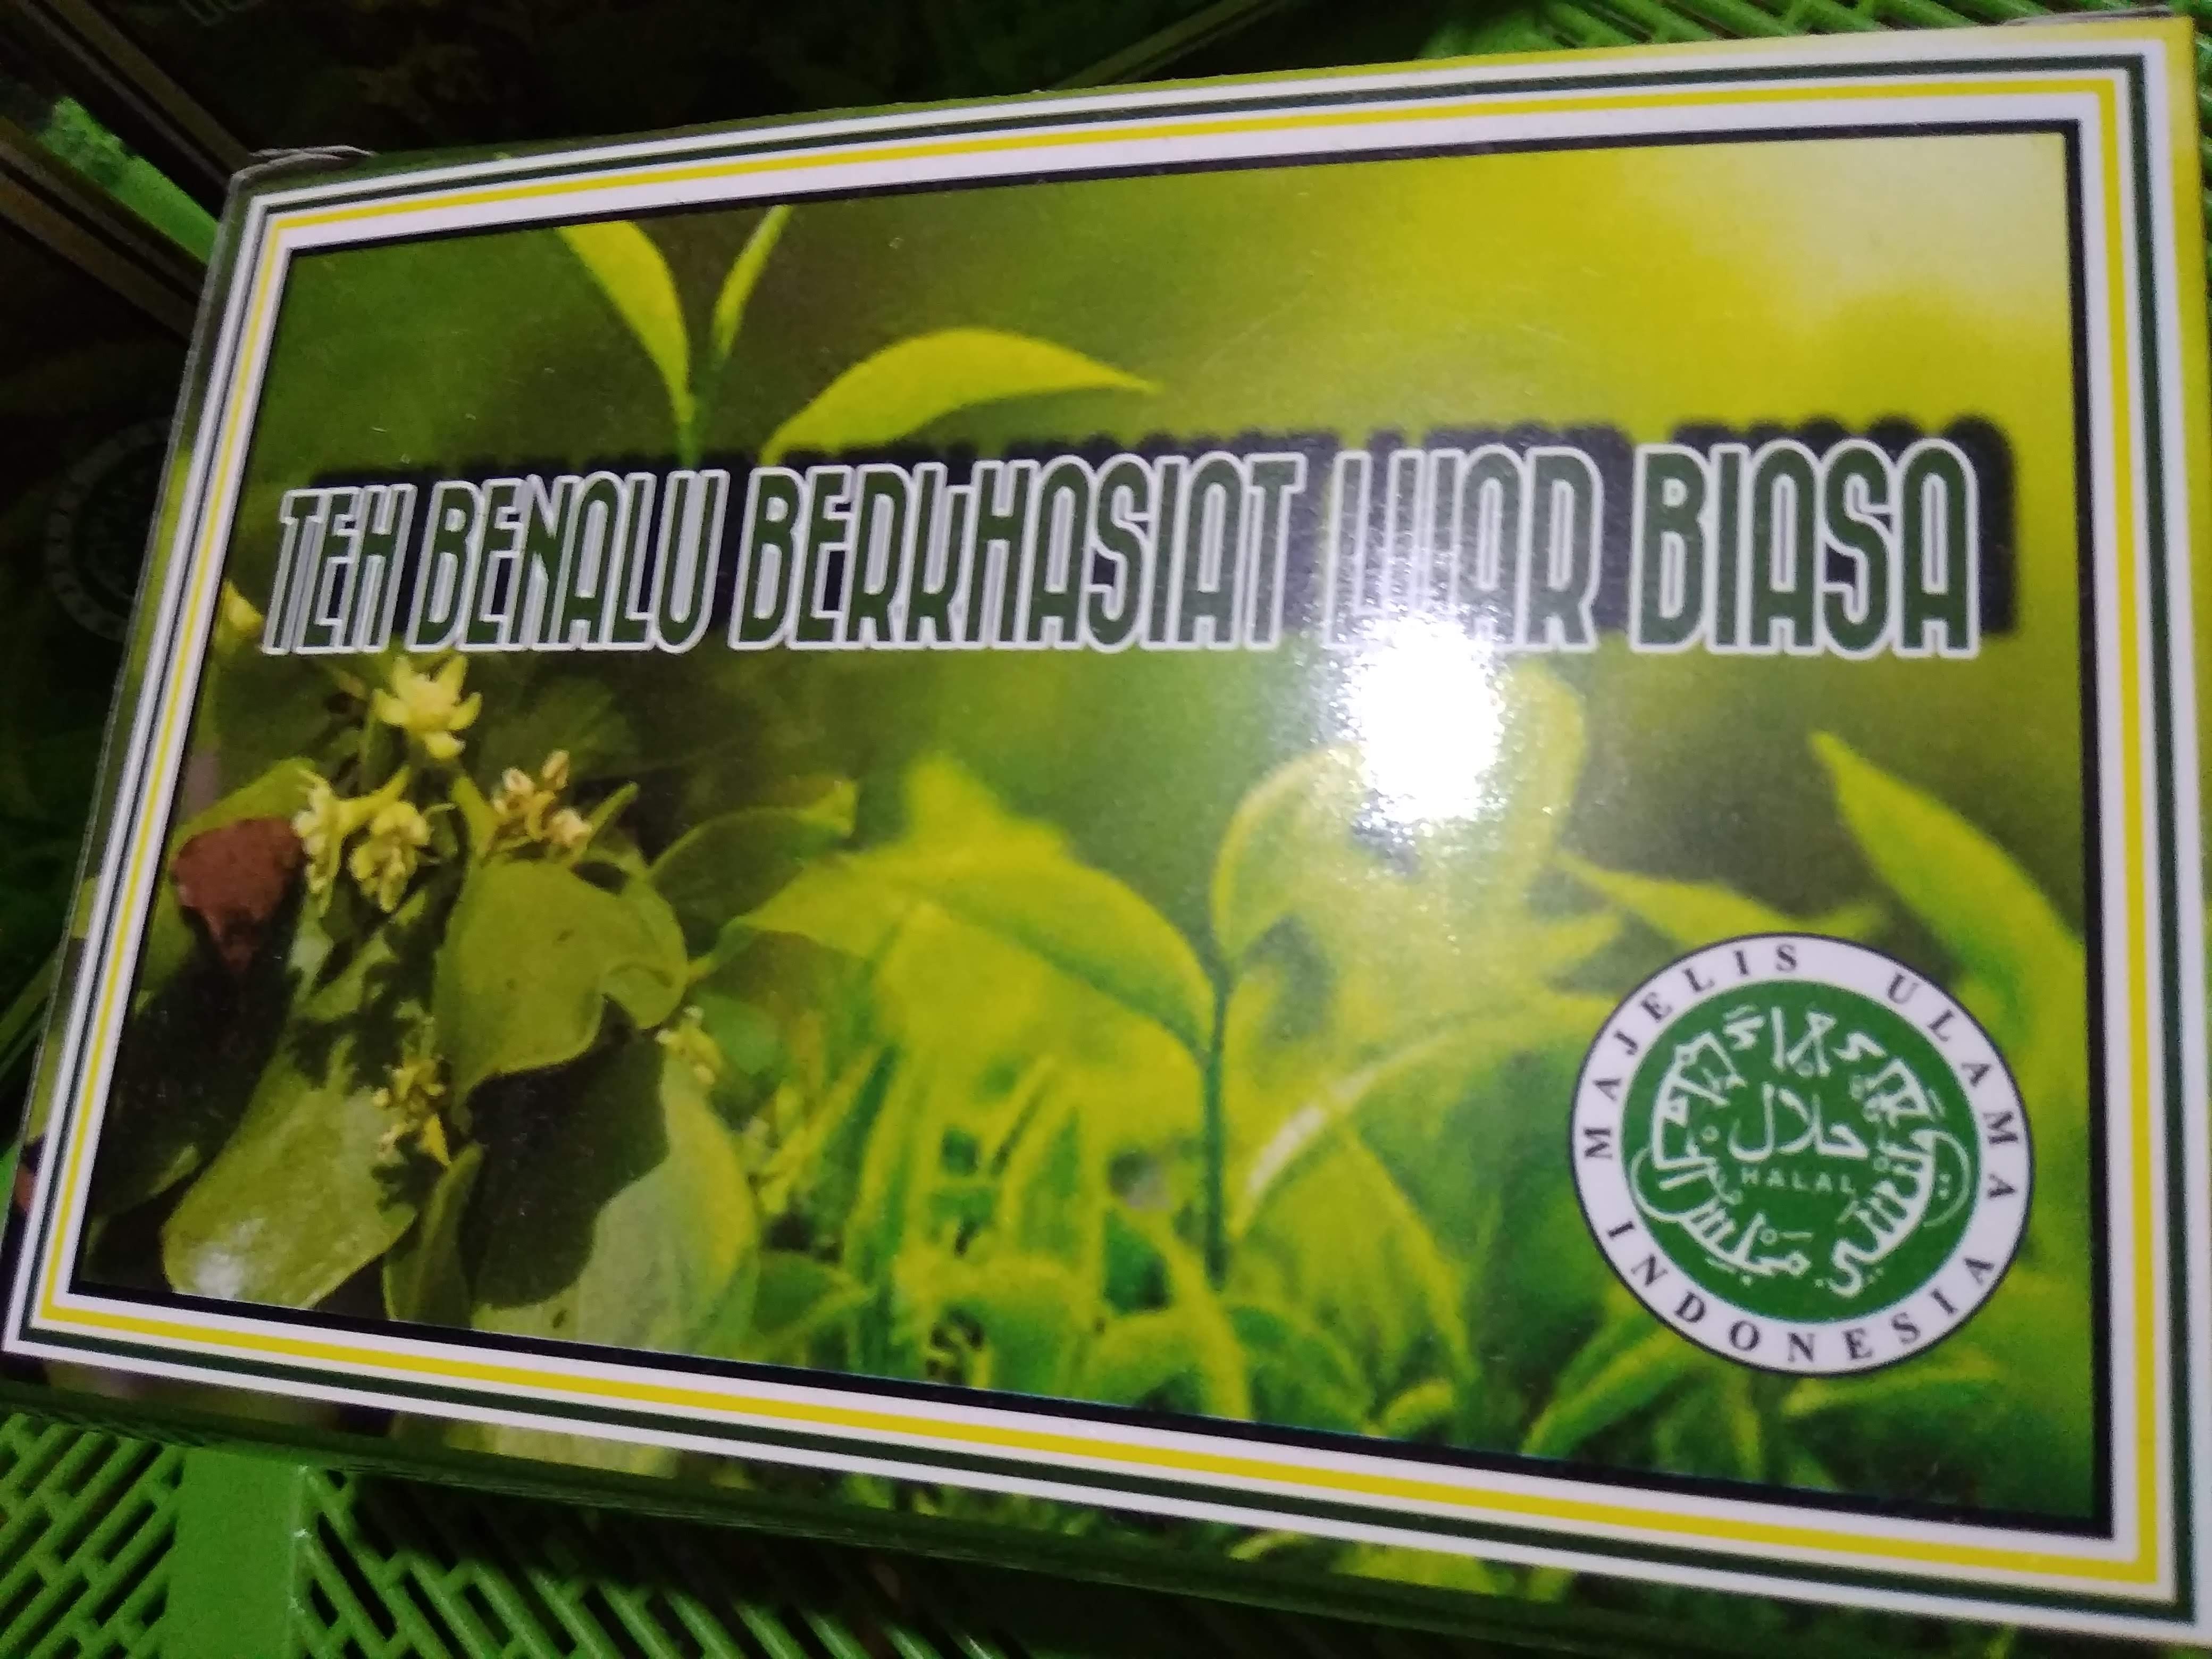 TEH BENALU BERKHASIAT LUAR BIASA
MAJELIS ULAMA
حلال
HALAL
INDONESIA